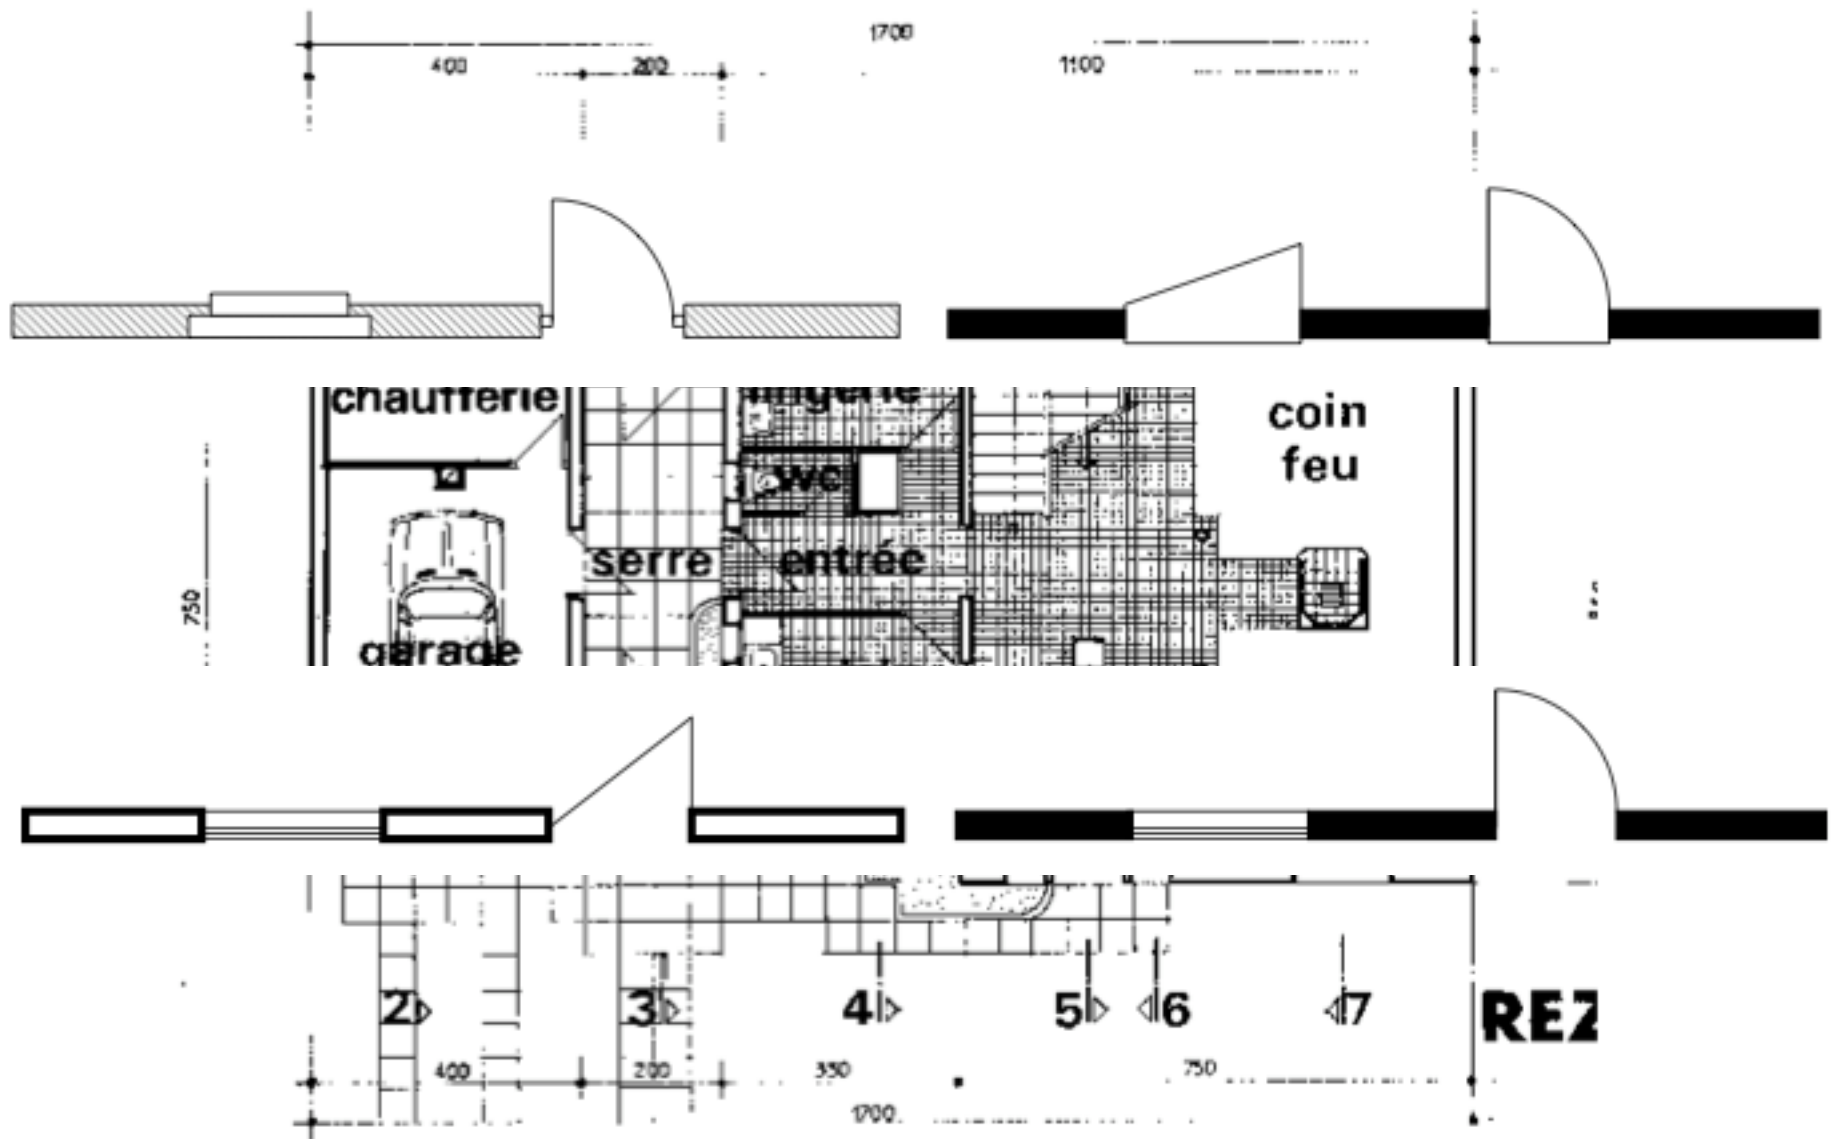 1700
400 200 1100
chaufferie lingerie
coin
feu
wc
serre entrée
750
garage
2 3 4 5 6 7 REZ
400 200 350 750
1700